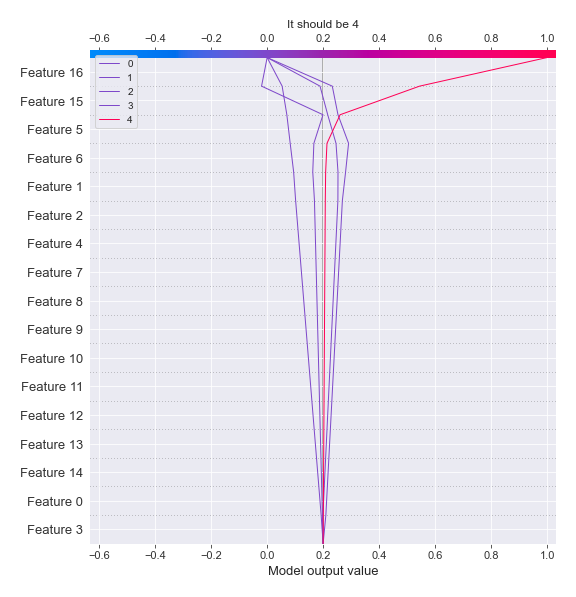 It should be 4
−0.6 −0.4 −0.2 0.0 0.2 0.4 0.6 0.8 1.0
0
1
2
3
4
Feature 16
Feature 15
Feature 5
Feature 6
Feature 1
Feature 2
Feature 4
Feature 7
Feature 8
Feature 9
Feature 10
Feature 11
Feature 12
Feature 13
Feature 14
Feature 0
Feature 3
−0.6 −0.4 −0.2 0.0 0.2 0.4 0.6 0.8 1.0
Model output value